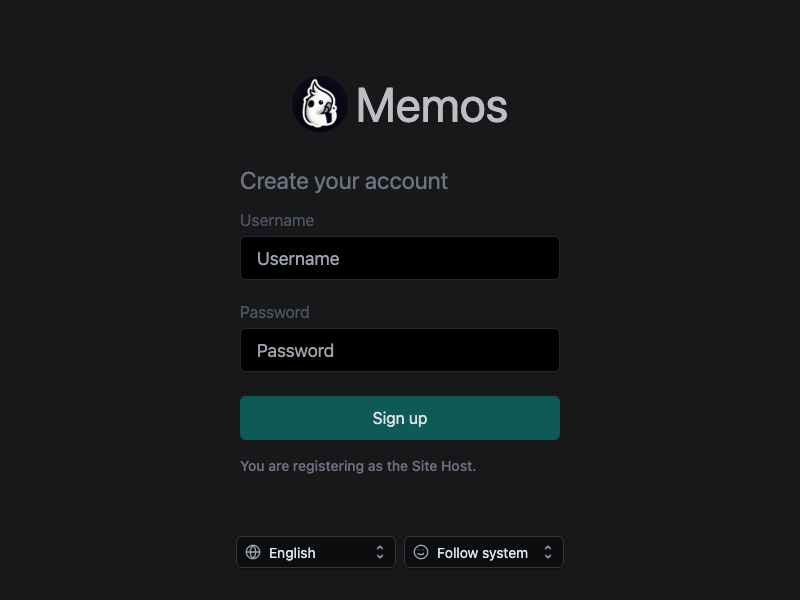 Memos
Create your account
Username
Username
Password
Password
Sign up
You are registering as the Site Host.
English
Follow system